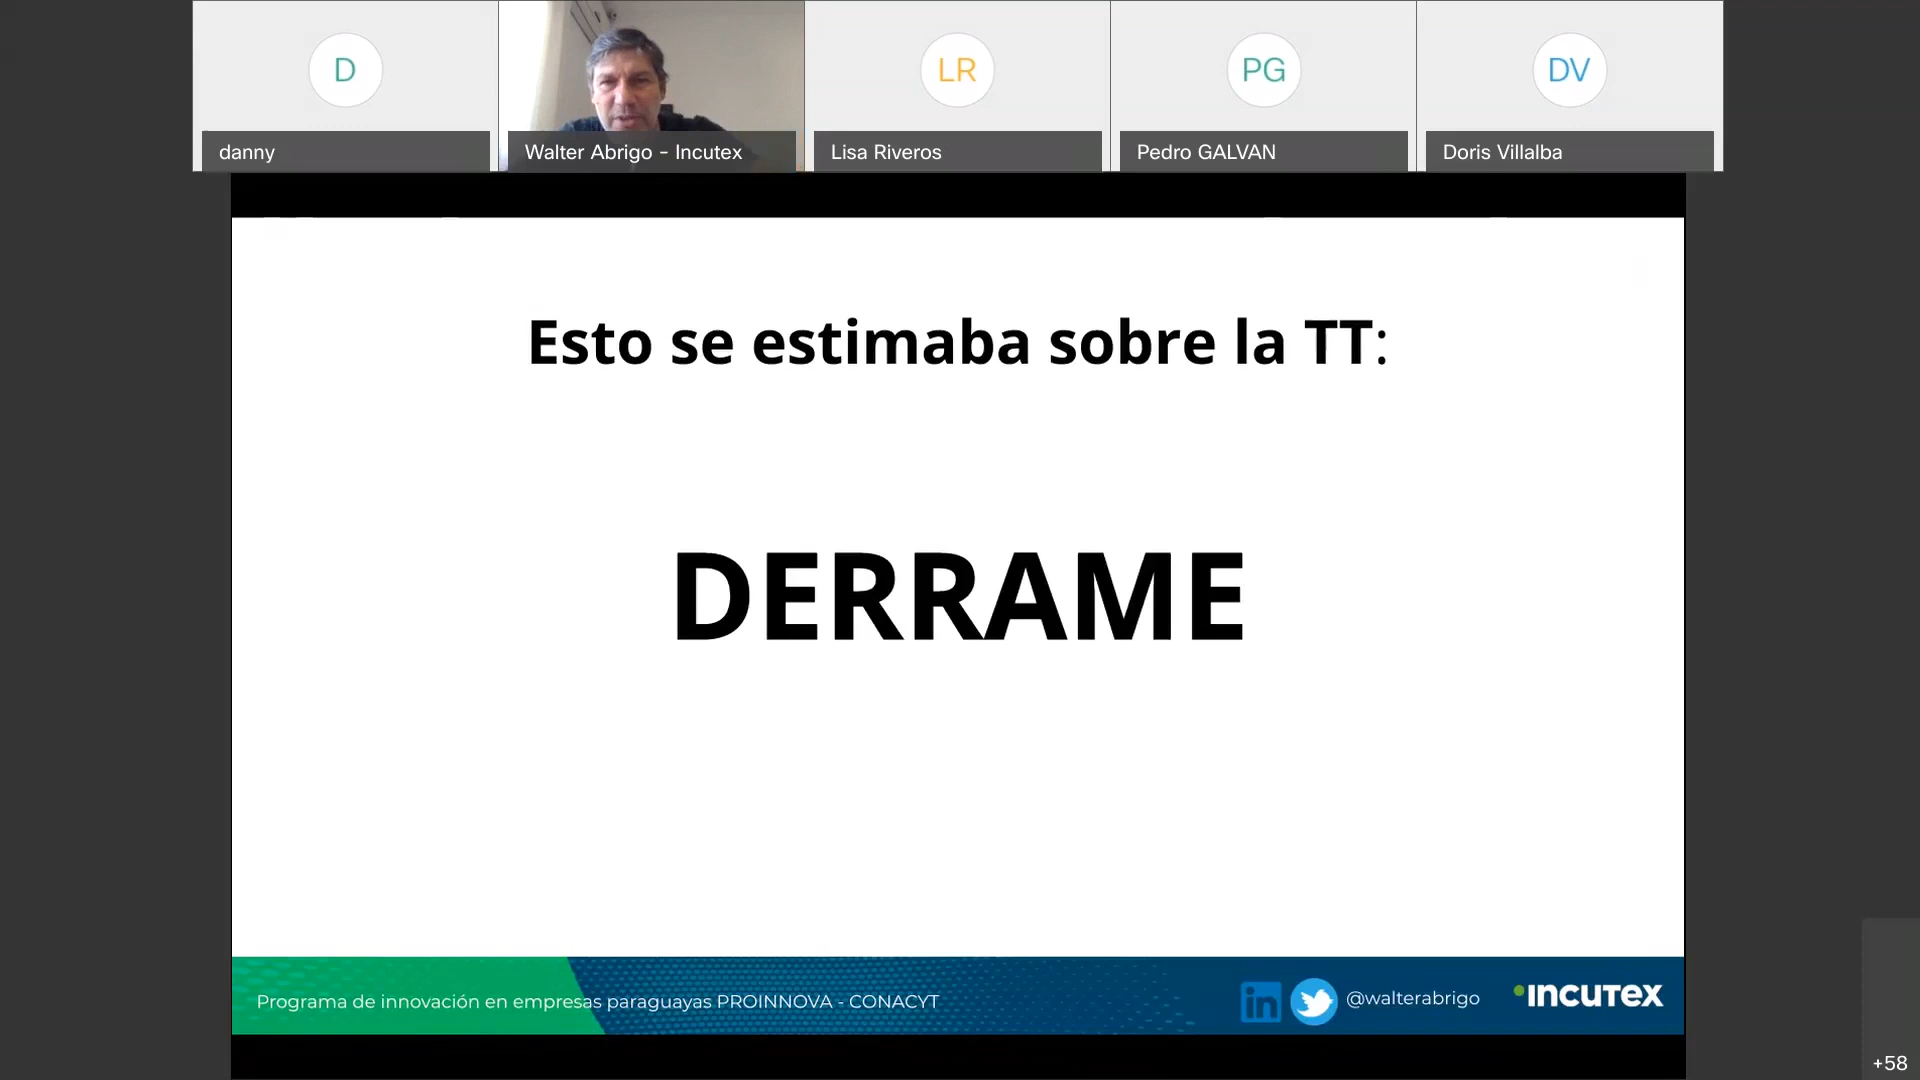 D
LR
PG
DV
danny
Walter Abrigo - Incutex
Lisa Riveros
Pedro GALVAN
Doris Villalba
Esto se estimaba sobre la TT:
DERRAME
Programa de innovación en empresas paraguayas PROINNOVA - CONACYT
in
@walterabrigo
INCUTEX
+58